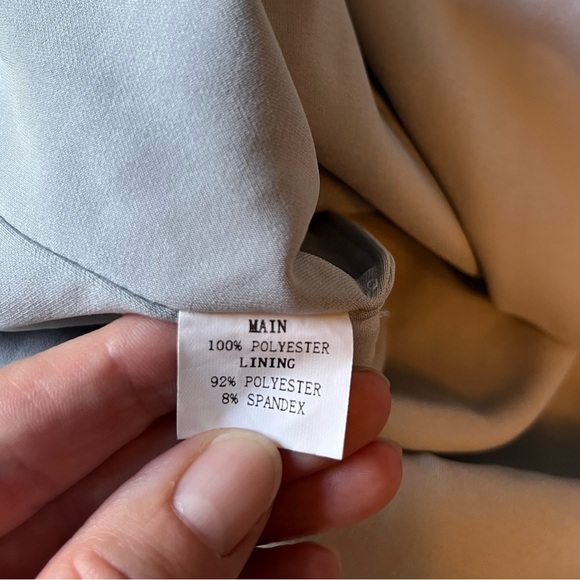 MAIN
100% POLYESTER
LINING
92% POLYESTER
8% SPANDEX